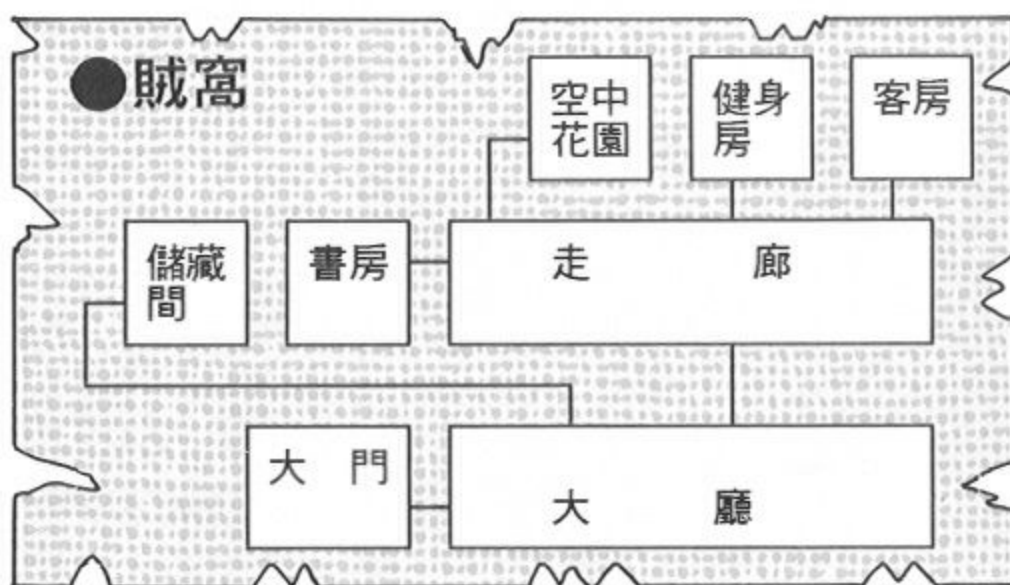 ●賊窩
空中
花園
健身
房
客房
儲藏
間
書房
走 廊
大 門
大 廳